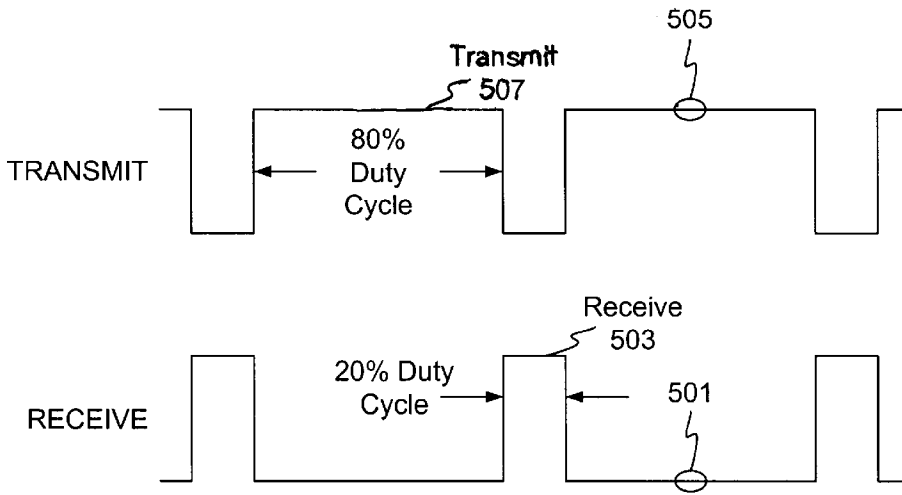 505
Transmit
507
TRANSMIT
80%
Duty
Cycle
Receive
503
20% Duty
Cycle
501
RECEIVE